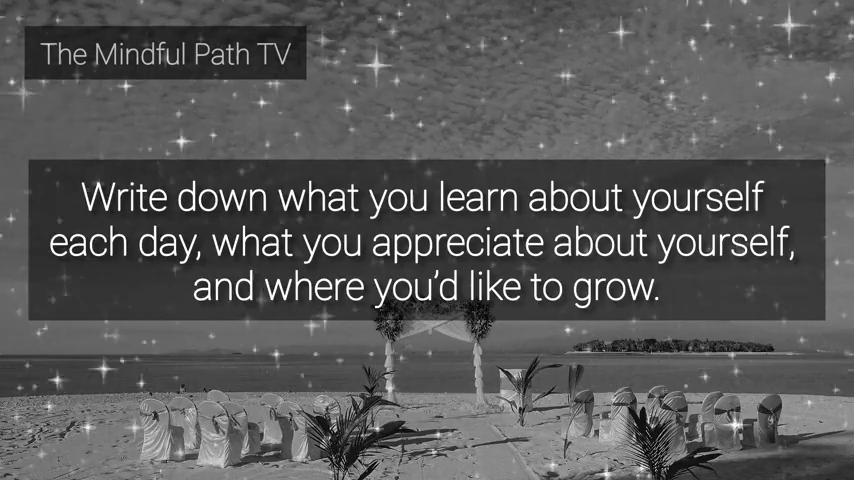 The Mindful Path TV
Write down what you learn about yourself
each day, what you appreciate about yourself,
and where you’d like to grow.